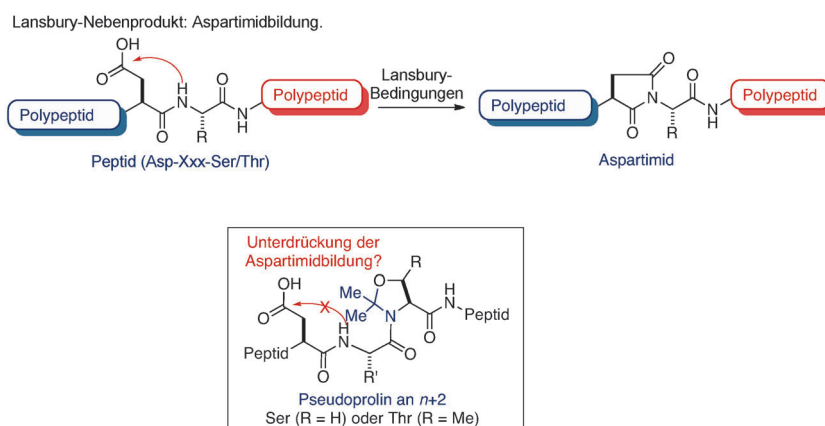 Lansbury-Nebenprodukt: Aspartimidbildung.
OH
O
H
N
O
O
R
N
H
Polypeptid
Polypeptid
Peptid (Asp-Xxx-Ser/Thr)
Lansbury-
Bedingungen
O
N
O
O
R
N
H
Polypeptid
Polypeptid
Aspartimid
Unterdrückung der
Aspartimidbildung?
OH
O
X
H
N
Me
Me
O
R
N
H
N
Peptid
O
O
Peptid
O
R'
Pseudoprolin an n+2
Ser (R = H) oder Thr (R = Me)